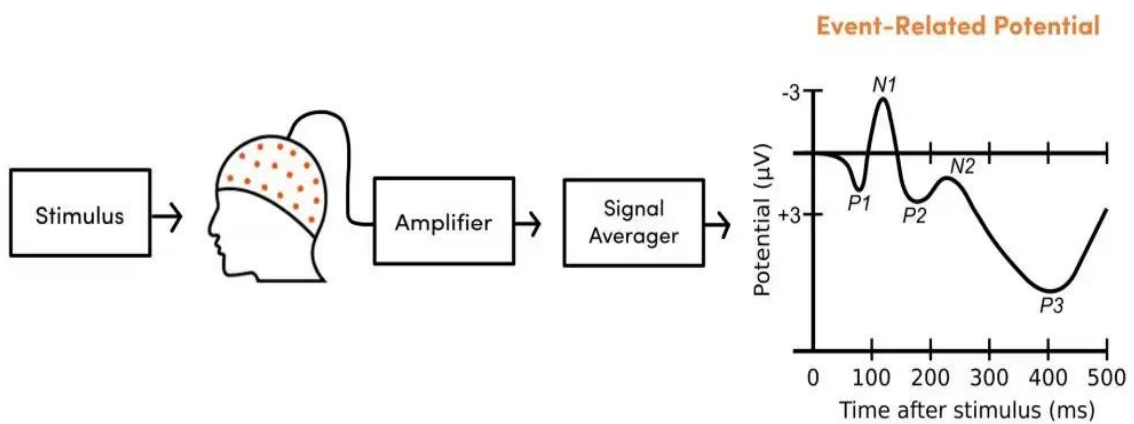 Event-Related Potential
Stimulus
Amplifier
Signal
Averager
Potential (μV)
-3
+3
N1
P1
P2
N2
P3
0 100 200 300 400 500
Time after stimulus (ms)